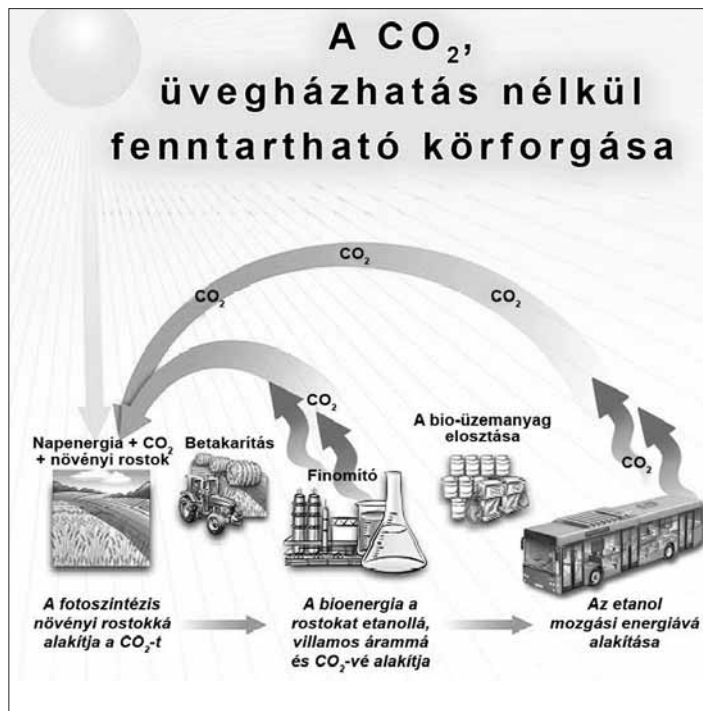 A CO₂,
üvegházhatás nélkül
fenntartható körforgása
CO₂
CO₂
CO₂
CO₂
CO₂
Napenergia + CO₂
+ növényi rostok
Betakarítás
Finomító
A bio-üzemanyag
elosztása
A fotoszintézis
növényi rostokká
alakítja a CO₂-t
A bioenergia a
rostokat etanollá,
villamos árammá
és CO₂-vé alakítja
Az etanol
mozgási energiává
alakítása